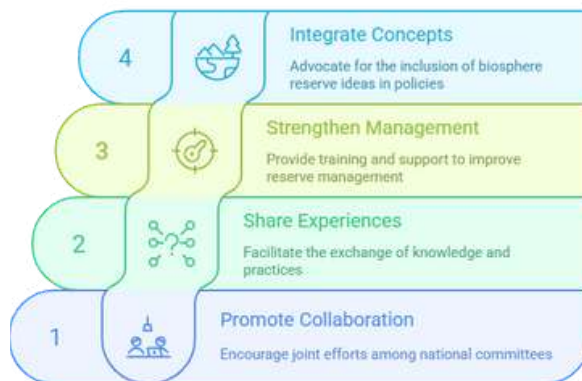 4
Integrate Concepts
Advocate for the inclusion of biosphere
reserve ideas in policies
3
Strengthen Management
Provide training and support to improve
reserve management
2
Share Experiences
Facilitate the exchange of knowledge and
practices
1
Promote Collaboration
Encourage joint efforts among national committees